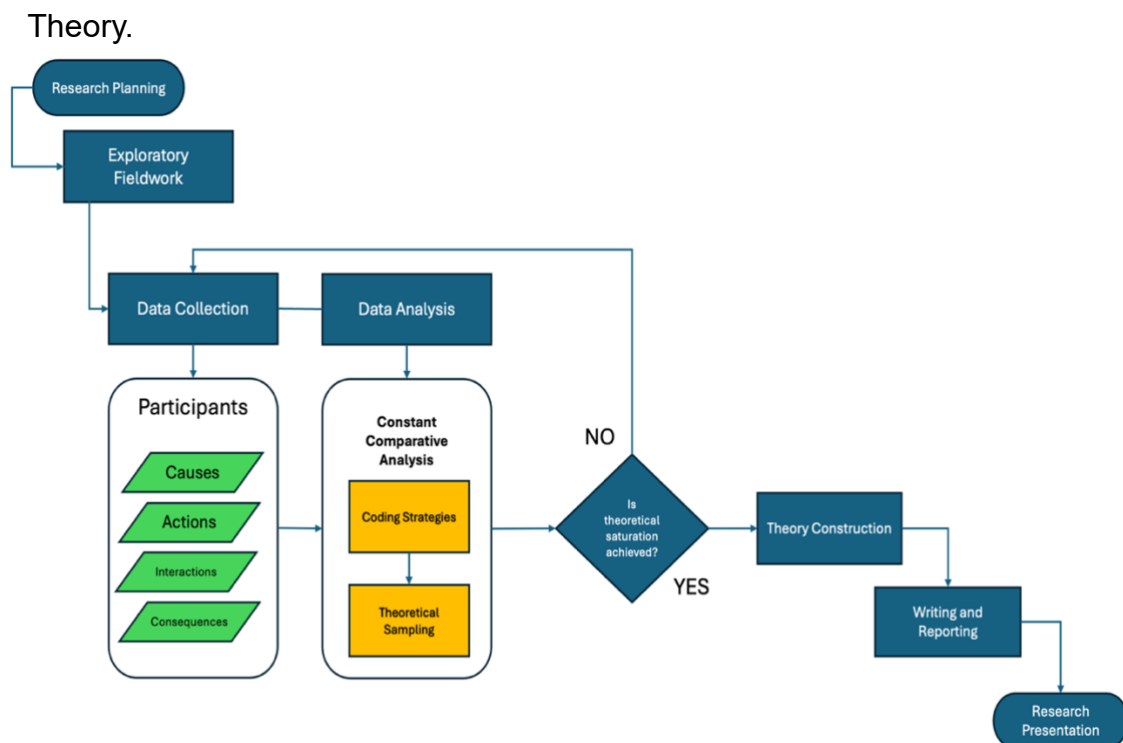 Theory.
Research Planning
Exploratory
Fieldwork
Data Collection
Data Analysis
Participants
Causes
Actions
Interactions
Consequences
Constant
Comparative
Analysis
Coding Strategies
Theoretical
Sampling
NO
Is
theoretical
saturation
achieved?
YES
Theory Construction
Writing and
Reporting
Research
Presentation